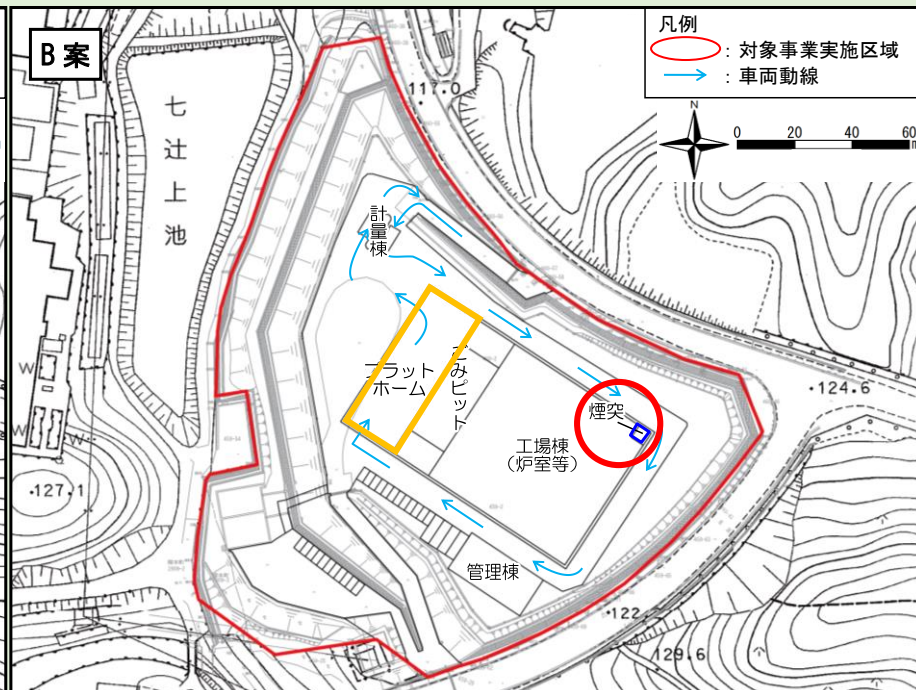 B案
凡例
：対象事業実施区域
：車両動線
N
0 20 40 60
m
七辻上池
117.0
計量棟
プラット
ホーム
ごみピット
煙突
工場棟
（炉室等）
管理棟
・124.6
・127.1
・122
129.6
W
W
W